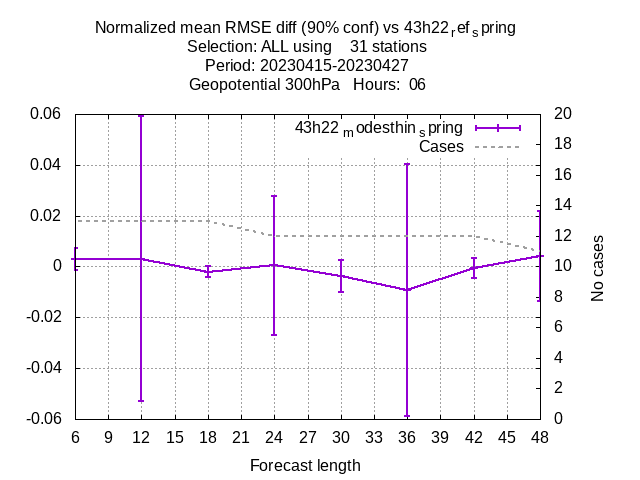 Normalized mean RMSE diff (90% conf) vs 43h22refspring
Selection: ALL using 31 stations
Period: 20230415-20230427
Geopotential 300hPa Hours: 06
43h22modesthinspring
Cases
0.06
0.04
0.02
0
-0.02
-0.04
-0.06
20
18
16
14
12
10
8
6
4
2
0
No cases
6 9 12 15 18 21 24 27 30 33 36 39 42 45 48
Forecast length